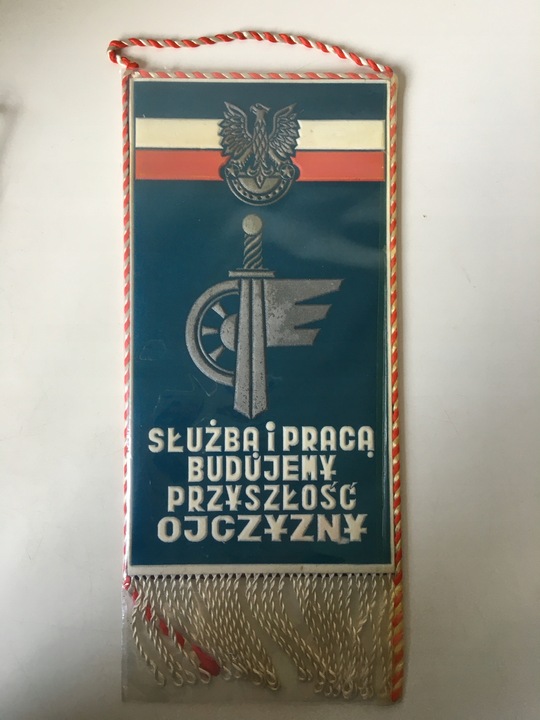 SŁUŻBĄ i PRACĄ
BUDUJEMY
PRZYSZŁOŚĆ
OJCZYZNY